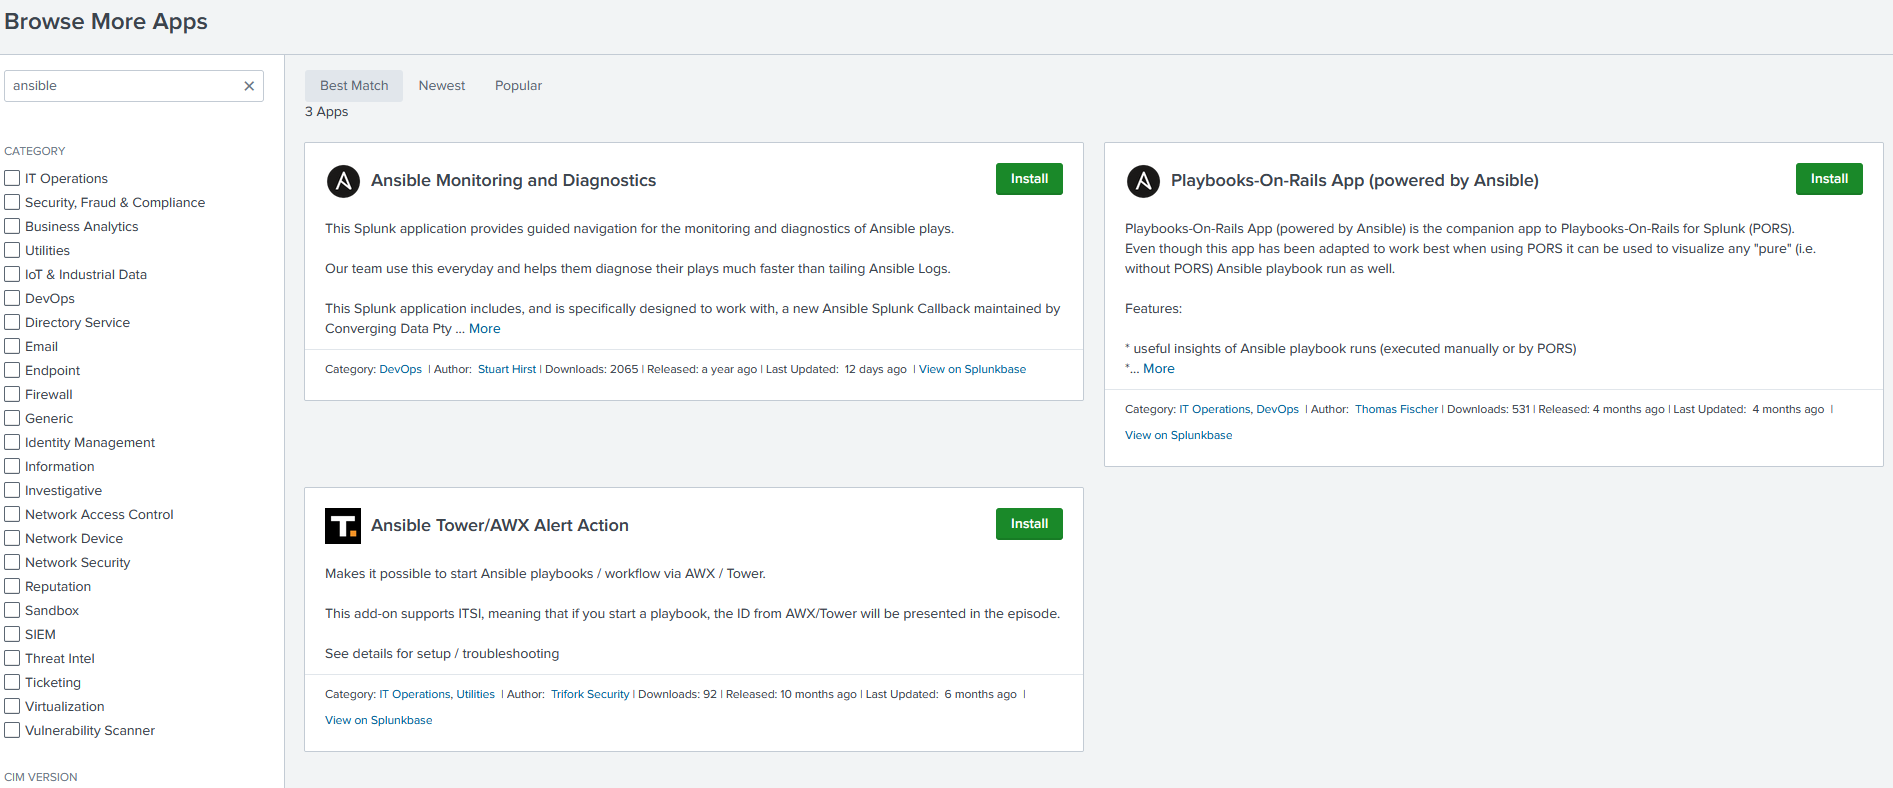 Browse More Apps
ansible
CATEGORY
IT Operations
Security, Fraud & Compliance
Business Analytics
Utilities
IoT & Industrial Data
DevOps
Directory Service
Email
Endpoint
Firewall
Generic
Identity Management
Information
Investigative
Network Access Control
Network Device
Network Security
Reputation
Sandbox
SIEM
Threat Intel
Ticketing
Virtualization
Vulnerability Scanner
CIM VERSION
Best Match Newest Popular
3 Apps
Ansible Monitoring and Diagnostics
Install
This Splunk application provides guided navigation for the monitoring and diagnostics of Ansible plays.
Our team use this everyday and helps them diagnose their plays much faster than tailing Ansible Logs.
This Splunk application includes, and is specifically designed to work with, a new Ansible Splunk Callback maintained by
Converging Data Pty ... More
Category: DevOps | Author: Stuart Hirst | Downloads: 2065 | Released: a year ago | Last Updated: 12 days ago | View on Splunkbase
Playbooks-On-Rails App (powered by Ansible)
Install
Playbooks-On-Rails App (powered by Ansible) is the companion app to Playbooks-On-Rails for Splunk (PORS).
Even though this app has been adapted to work best when using PORS it can be used to visualize any "pure" (i.e.
without PORS) Ansible playbook run as well.
Features:
* useful insights of Ansible playbook runs (executed manually or by PORS)
*... More
Category: IT Operations, DevOps | Author: Thomas Fischer | Downloads: 531 | Released: 4 months ago | Last Updated: 4 months ago |
View on Splunkbase
T.
Ansible Tower/AWX Alert Action
Install
Makes it possible to start Ansible playbooks / workflow via AWX / Tower.
This add-on supports ITSI, meaning that if you start a playbook, the ID from AWX/Tower will be presented in the episode.
See details for setup / troubleshooting
Category: IT Operations, Utilities | Author: Trifork Security | Downloads: 92 | Released: 10 months ago | Last Updated: 6 months ago |
View on Splunkbase